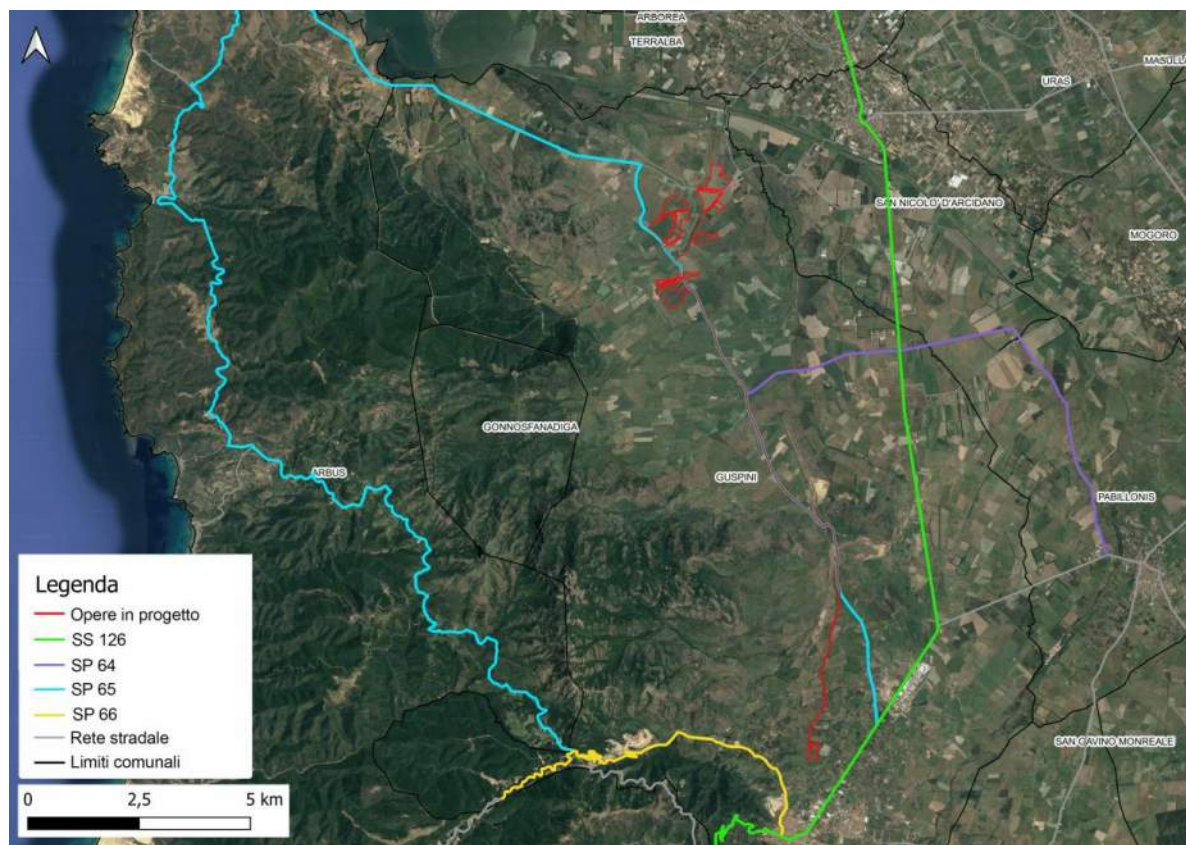 ARBOREA
TERRALBA
MASULLA
URAS
SAN NICOLO' D'ARCIDANO
MOGORO
GONNOSFANADIGA
ARBUS
GUSPINI
PABILLONIS
SAN GAVINO MONREALE
Legenda
Opere in progetto
SS 126
SP 64
SP 65
SP 66
Rete stradale
Limiti comunali
0 2,5 5 km